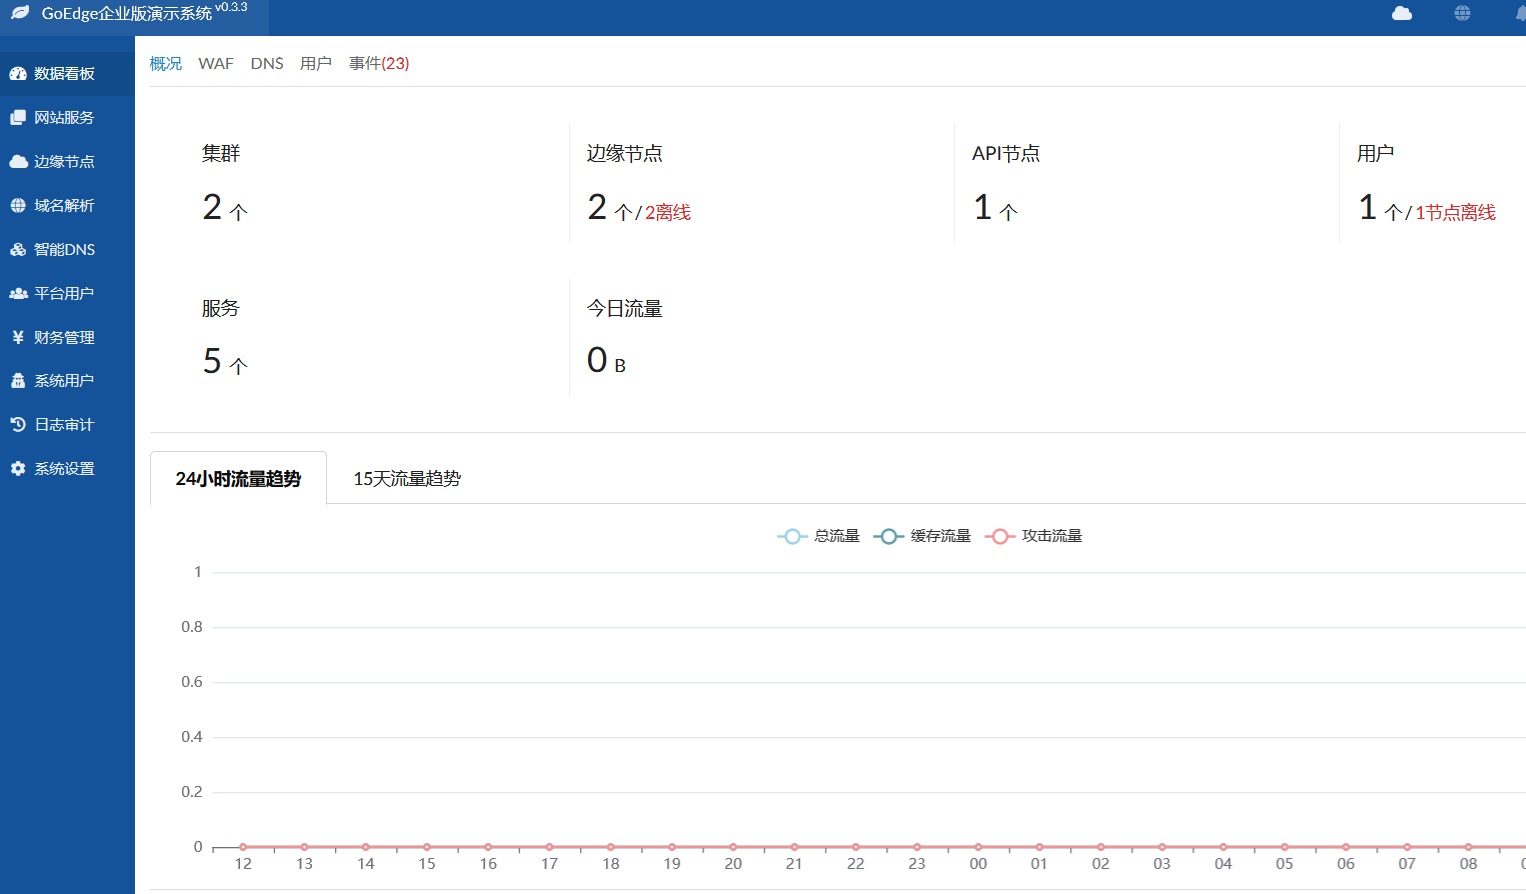 GoEdge企业版演示系统 v0.3.3
数据看板
网站服务
边缘节点
域名解析
智能DNS
平台用户
财务管理
系统用户
日志审计
系统设置
概况 WAF DNS 用户 事件(23)
集群
2 个
边缘节点
2 个 / 2离线
API节点
1 个
用户
1 个 / 1节点离线
服务
5 个
今日流量
0 B
24小时流量趋势 15天流量趋势
总流量 缓存流量 攻击流量
1
0.8
0.6
0.4
0.2
0
12 13 14 15 16 17 18 19 20 21 22 23 00 01 02 03 04 05 06 07 08